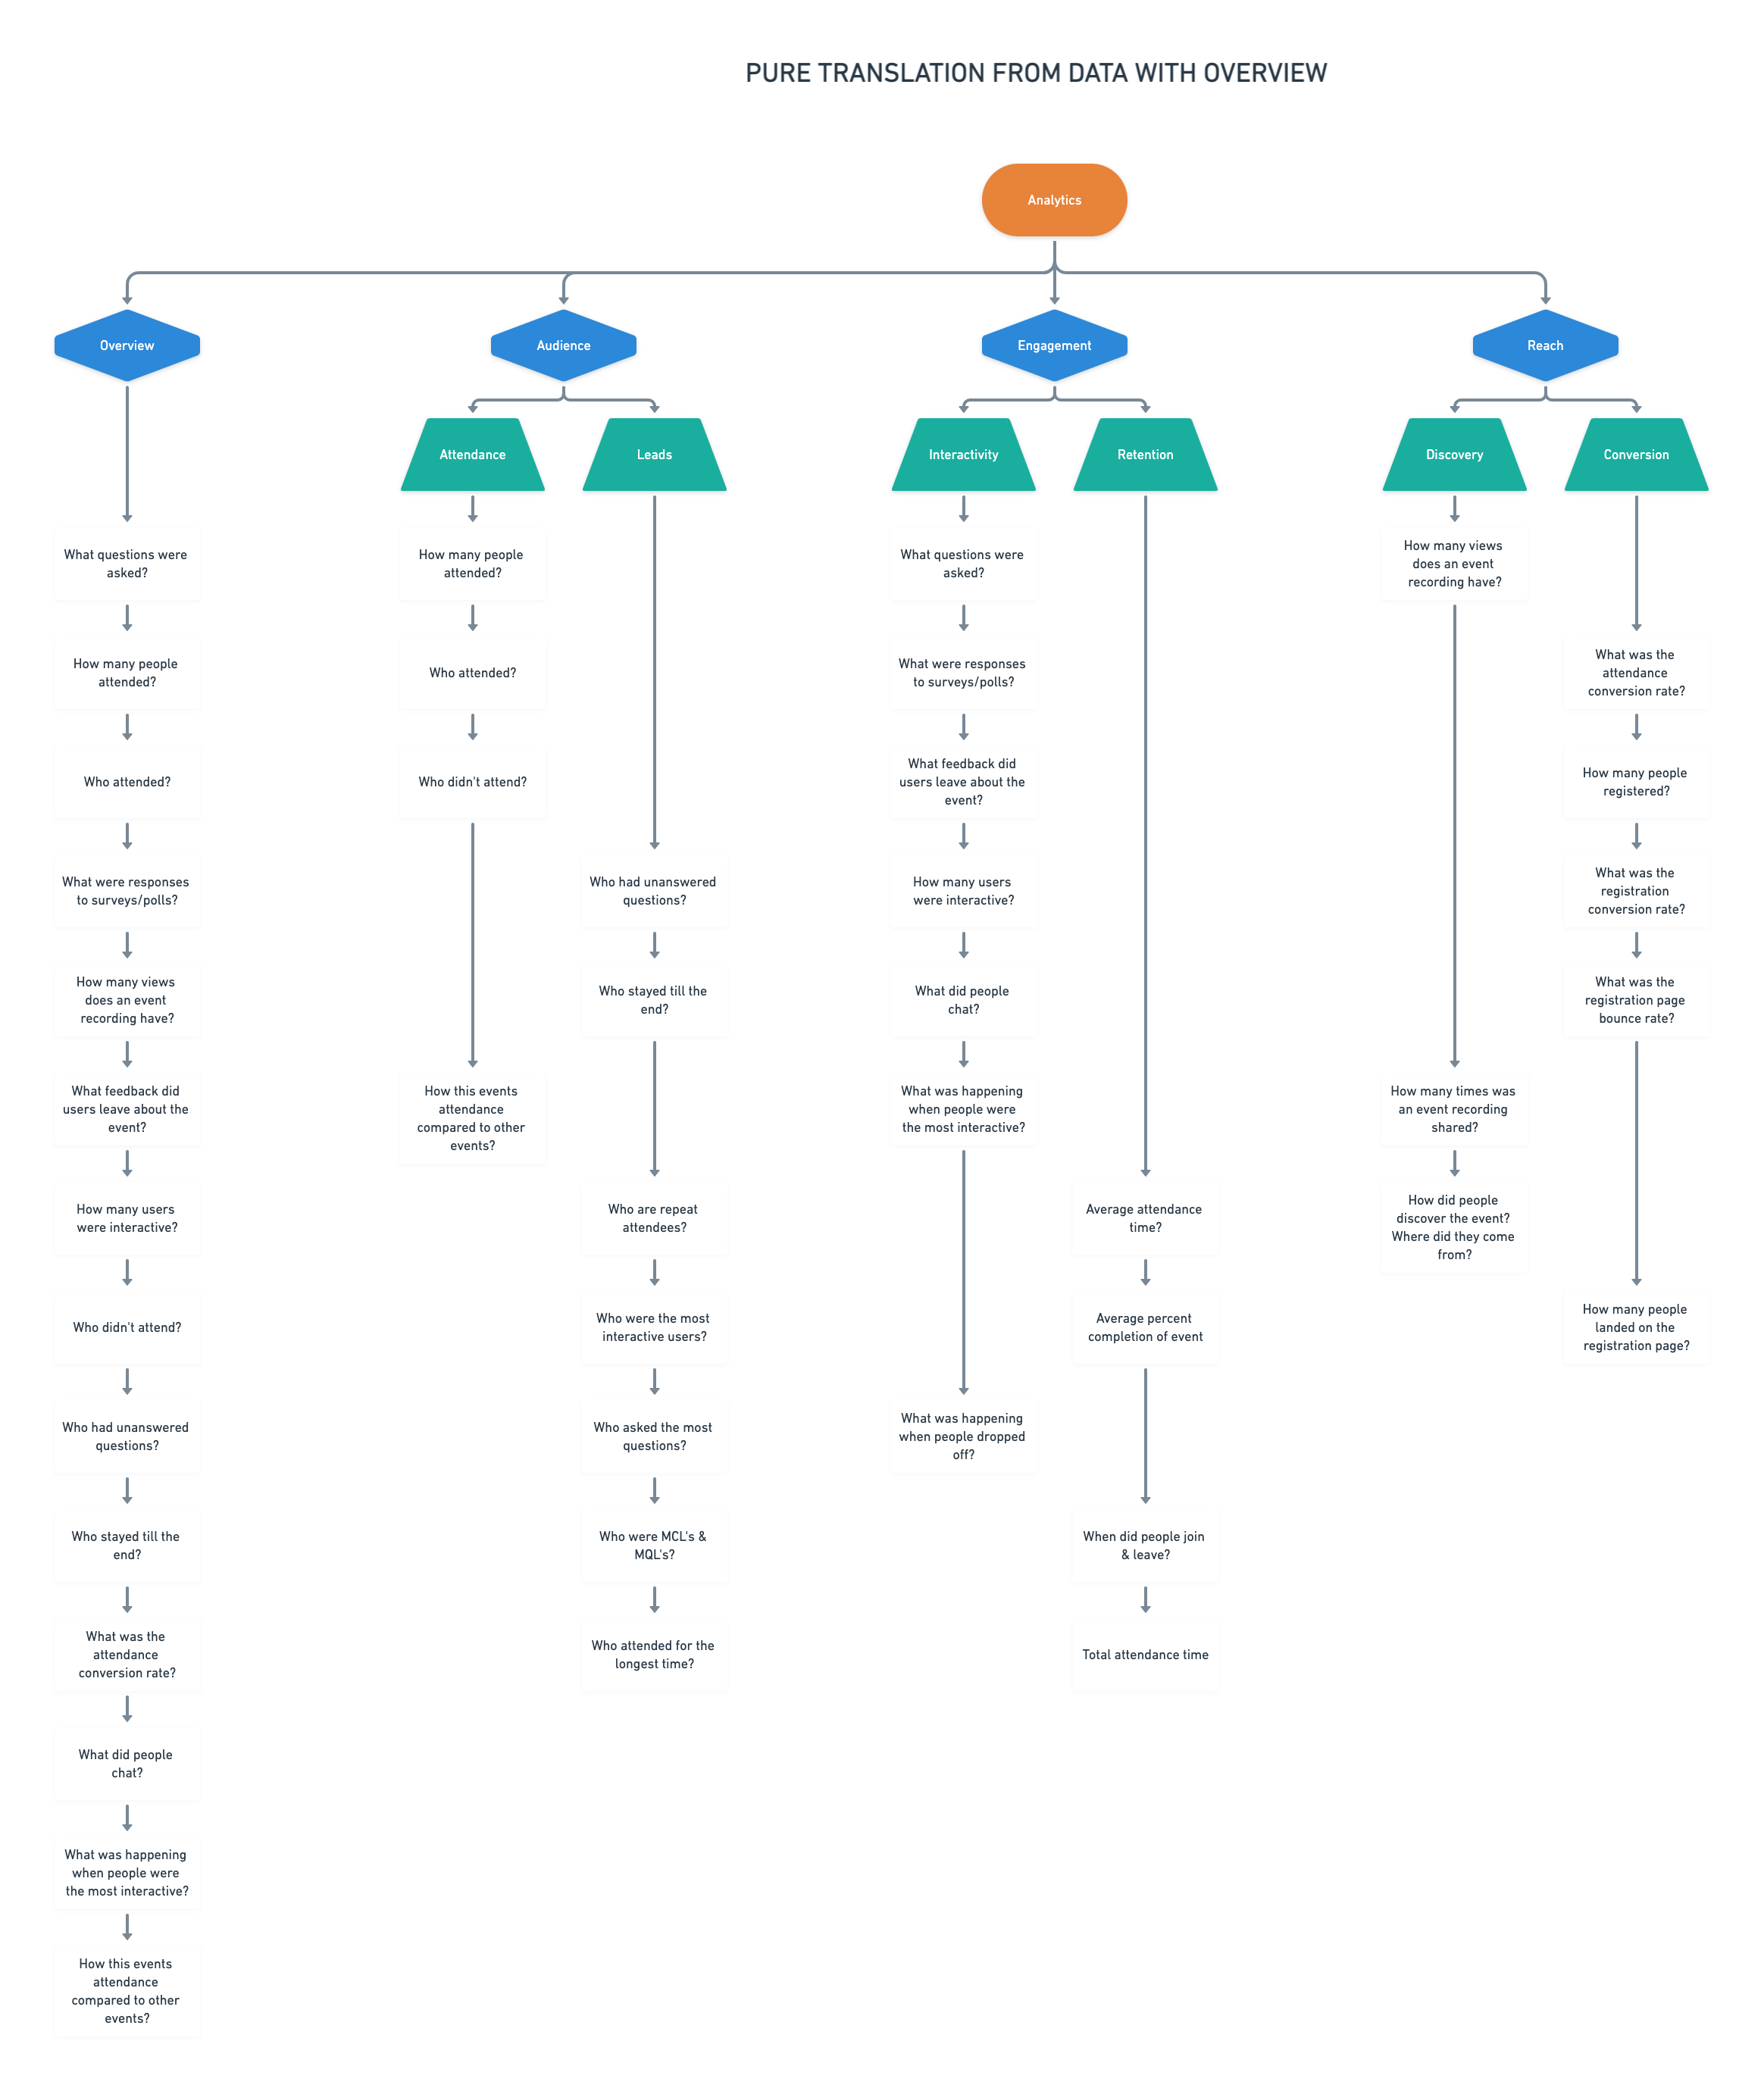 PURE TRANSLATION FROM DATA WITH OVERVIEW
Analytics
Overview
Audience
Engagement
Reach
Attendance
Leads
Interactivity
Retention
Discovery
Conversion
What questions were
asked?
How many people
attended?
Who attended?
What were responses
to surveys/polls?
How many views
does an event
recording have?
What feedback did
users leave about the
event?
How many users
were interactive?
Who didn't attend?
Who had unanswered
questions?
Who stayed till the
end?
What was the
attendance
conversion rate?
What did people
chat?
What was happening
when people were
the most interactive?
How this events
attendance
compared to other
events?
How many people
attended?
Who attended?
Who didn't attend?
How this events
attendance
compared to other
events?
Who had unanswered
questions?
Who stayed till the
end?
Who are repeat
attendees?
Who were the most
interactive users?
Who asked the most
questions?
Who were MCL's &
MQL's?
Who attended for the
longest time?
What questions were
asked?
What were responses
to surveys/polls?
What feedback did
users leave about the
event?
How many users
were interactive?
What did people
chat?
What was happening
when people were
the most interactive?
What was happening
when people dropped
off?
Average attendance
time?
Average percent
completion of event
When did people join
& leave?
Total attendance time
How many views
does an event
recording have?
How many times was
an event recording
shared?
How did people
discover the event?
Where did they come
from?
What was the
attendance
conversion rate?
How many people
registered?
What was the
registration
conversion rate?
What was the
registration page
bounce rate?
How many people
landed on the
registration page?